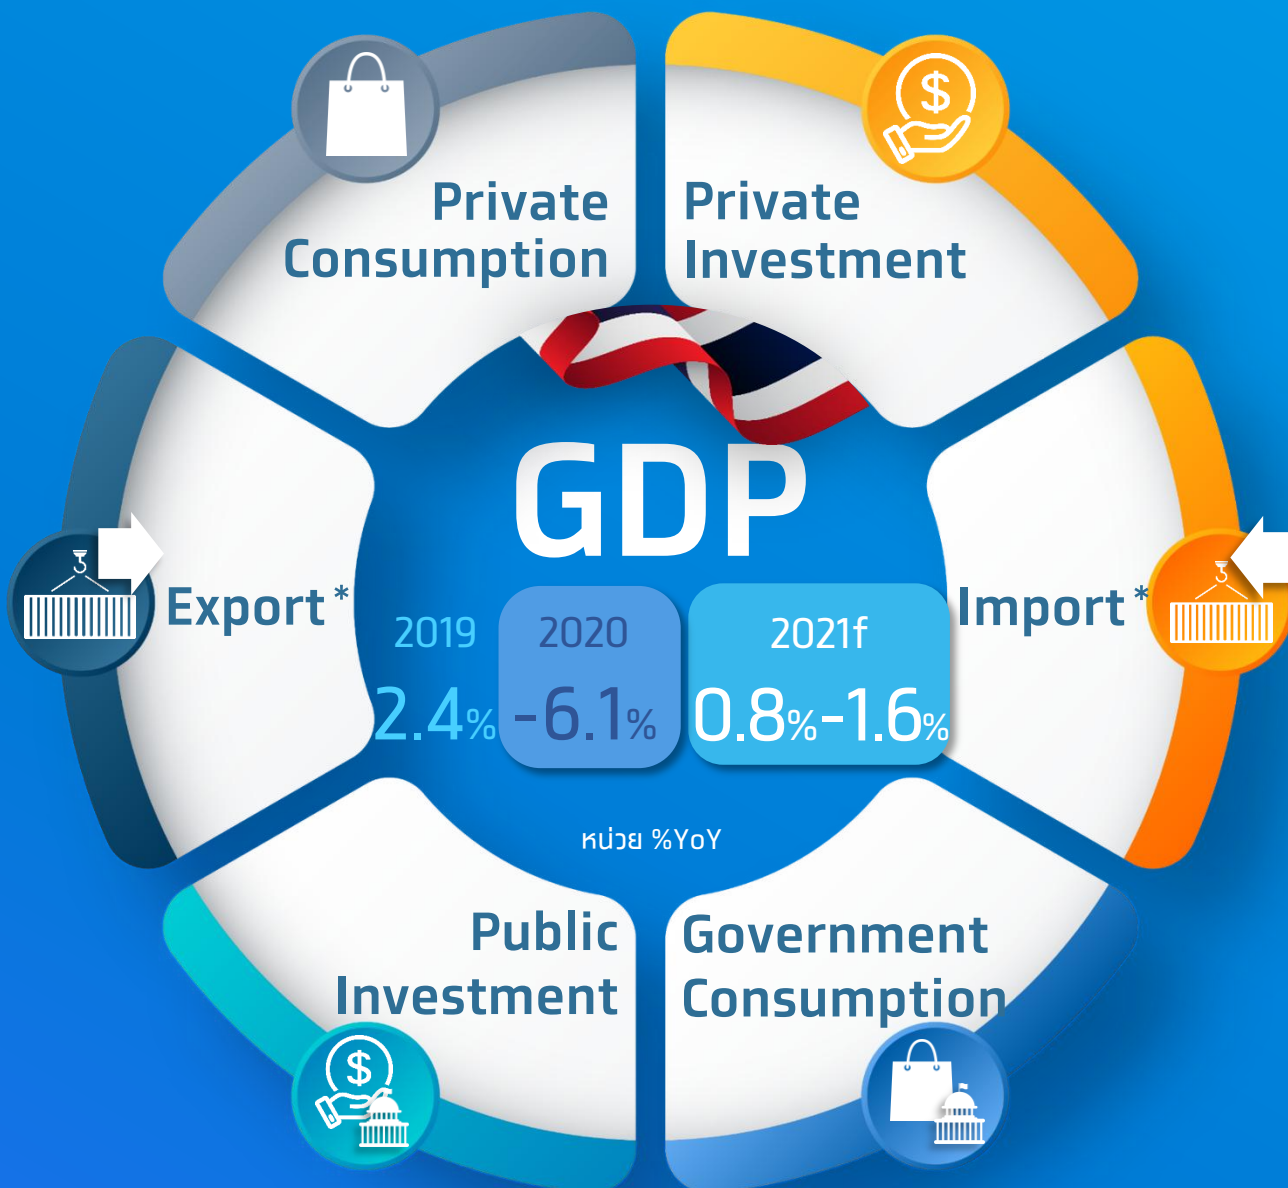 Private
Consumption
Private
Investment
GDP
Export *
Import *
2019
2020
2021f
2.4%
-6.1%
0.8%-1.6%
หน่วย %YoY
Public
Investment
Government
Consumption
$
$